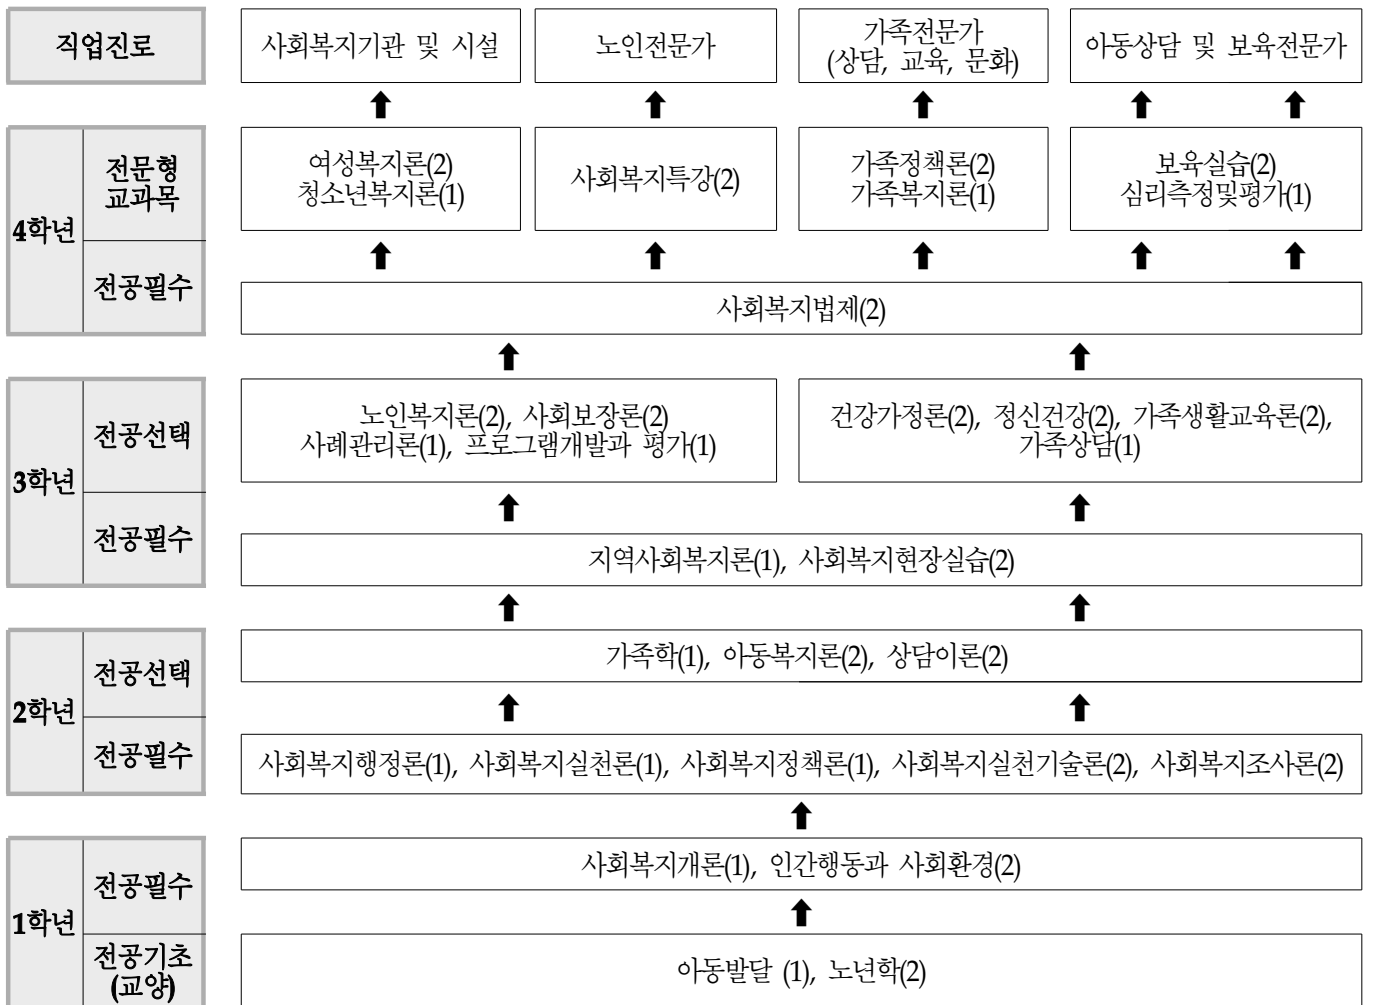 직업진로
사회복지기관 및 시설
노인전문가
가족전문가
(상담, 교육, 문화)
아동상담 및 보육전문가
4학년
전문형
교과목
여성복지론(2)
청소년복지론(1)
사회복지특강(2)
가족정책론(2)
가족복지론(1)
보육실습(2)
심리측정및평가(1)
전공필수
사회복지법제(2)
3학년
전공선택
노인복지론(2), 사회보장론(2)
사례관리론(1), 프로그램개발과 평가(1)
건강가정론(2), 정신건강(2), 가족생활교육론(2),
가족상담(1)
전공필수
지역사회복지론(1), 사회복지현장실습(2)
2학년
전공선택
가족학(1), 아동복지론(2), 상담이론(2)
전공필수
사회복지행정론(1), 사회복지실천론(1), 사회복지정책론(1), 사회복지실천기술론(2), 사회복지조사론(2)
1학년
전공필수
사회복지개론(1), 인간행동과 사회환경(2)
전공기초
(교양)
아동발달 (1), 노년학(2)